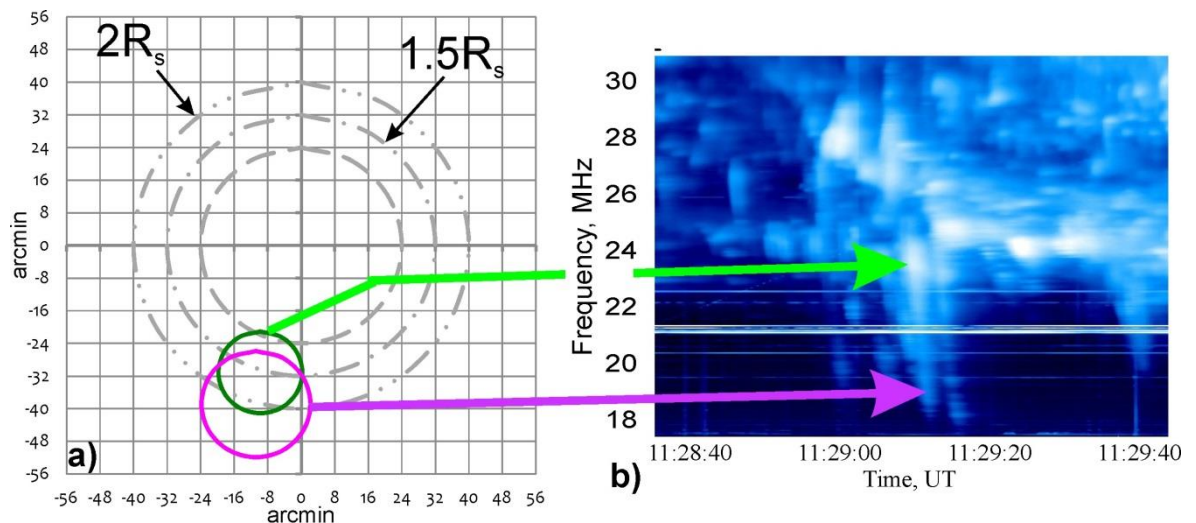 56
48
40
32
24
16
8
0
-8
-16
-24
-32
-40
-48
-56
arcmin
2Rs
1.5Rs
a)
-56 -48 -40 -32 -24 -16 -8 0 8 16 24 32 40 48 56
arcmin
30
28
26
24
22
20
18
Frequency, MHz
11:28:40 11:29:00 11:29:20 11:29:40
b)
Time, UT